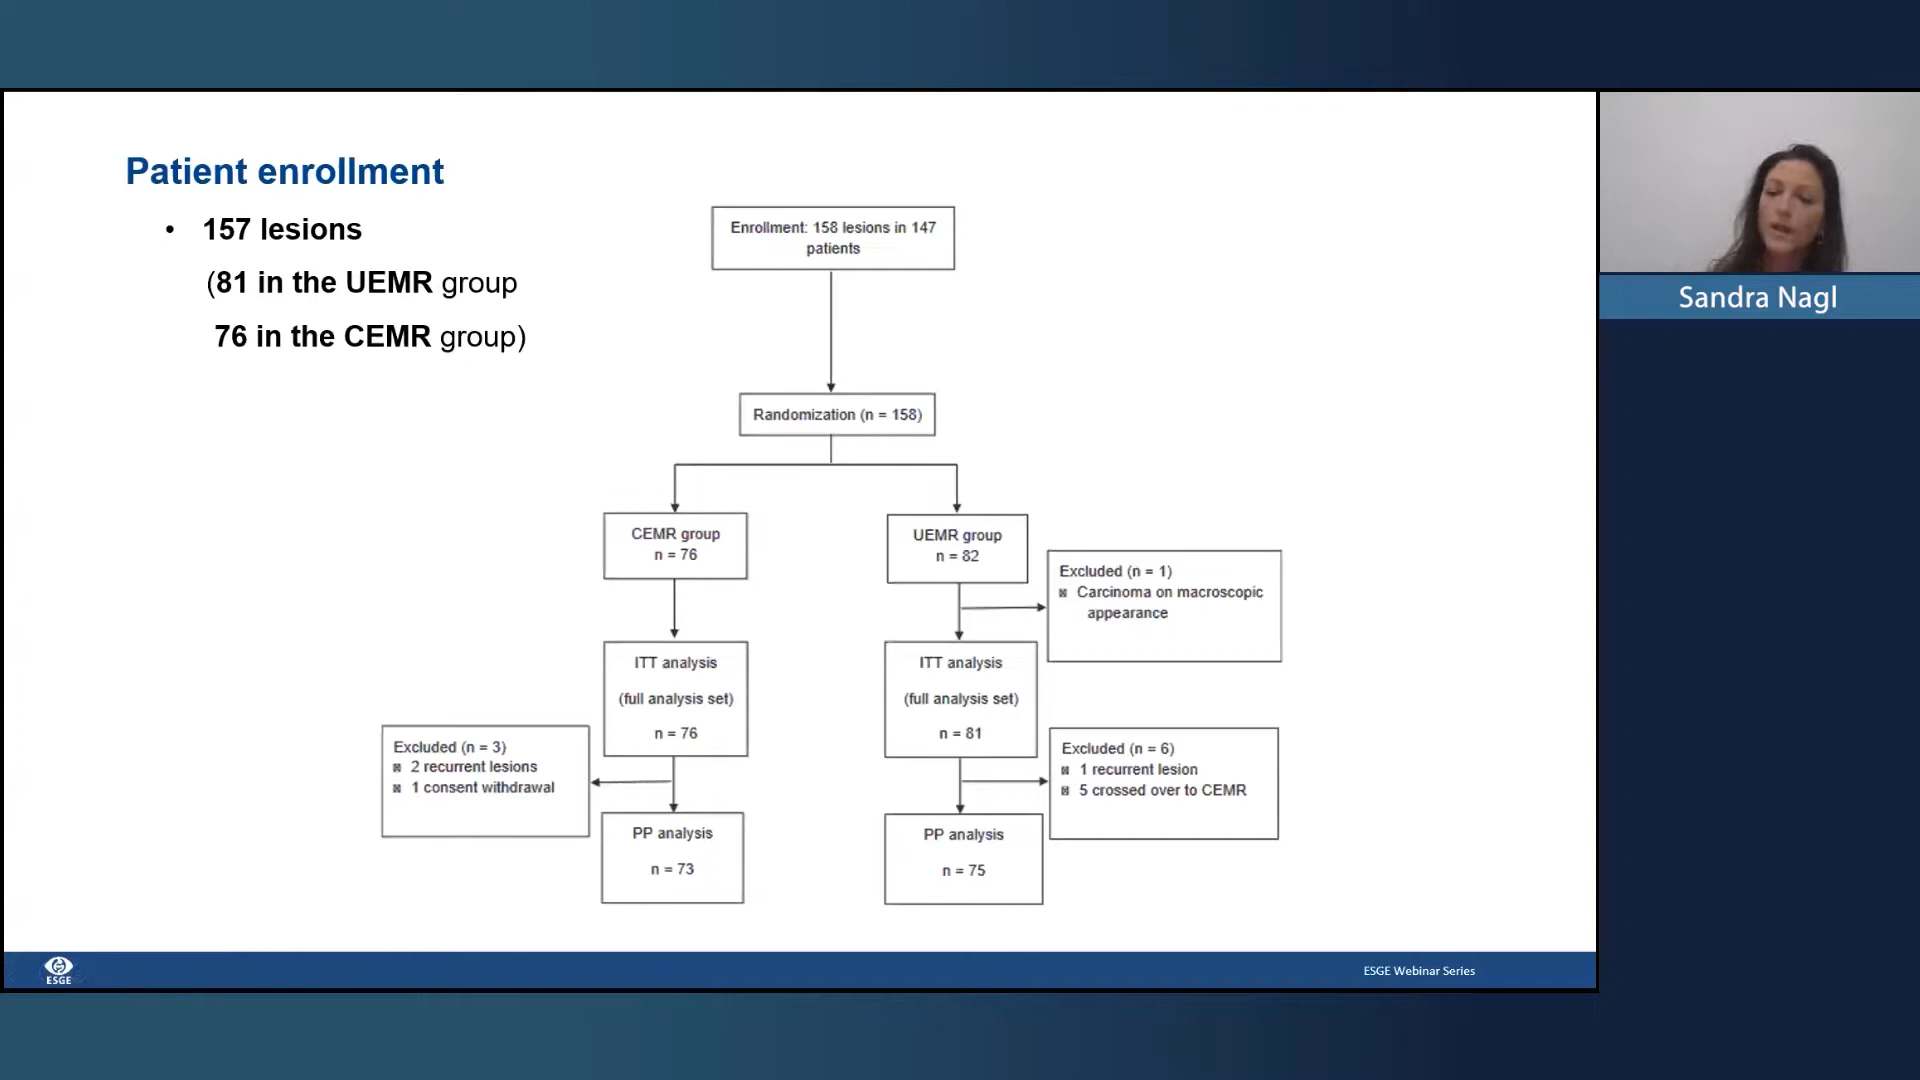 Patient enrollment
• 157 lesions
(81 in the UEMR group
76 in the CEMR group)
Enrollment: 158 lesions in 147
patients
Randomization (n = 158)
CEMR group
n = 76
UEMR group
n = 82
Excluded (n = 1)
Carcinoma on macroscopic
appearance
ITT analysis
(full analysis set)
n = 76
ITT analysis
(full analysis set)
n = 81
Excluded (n = 3)
2 recurrent lesions
1 consent withdrawal
Excluded (n = 6)
1 recurrent lesion
5 crossed over to CEMR
PP analysis
n = 73
PP analysis
n = 75
ESGE
ESGE Webinar Series
Sandra Nagl